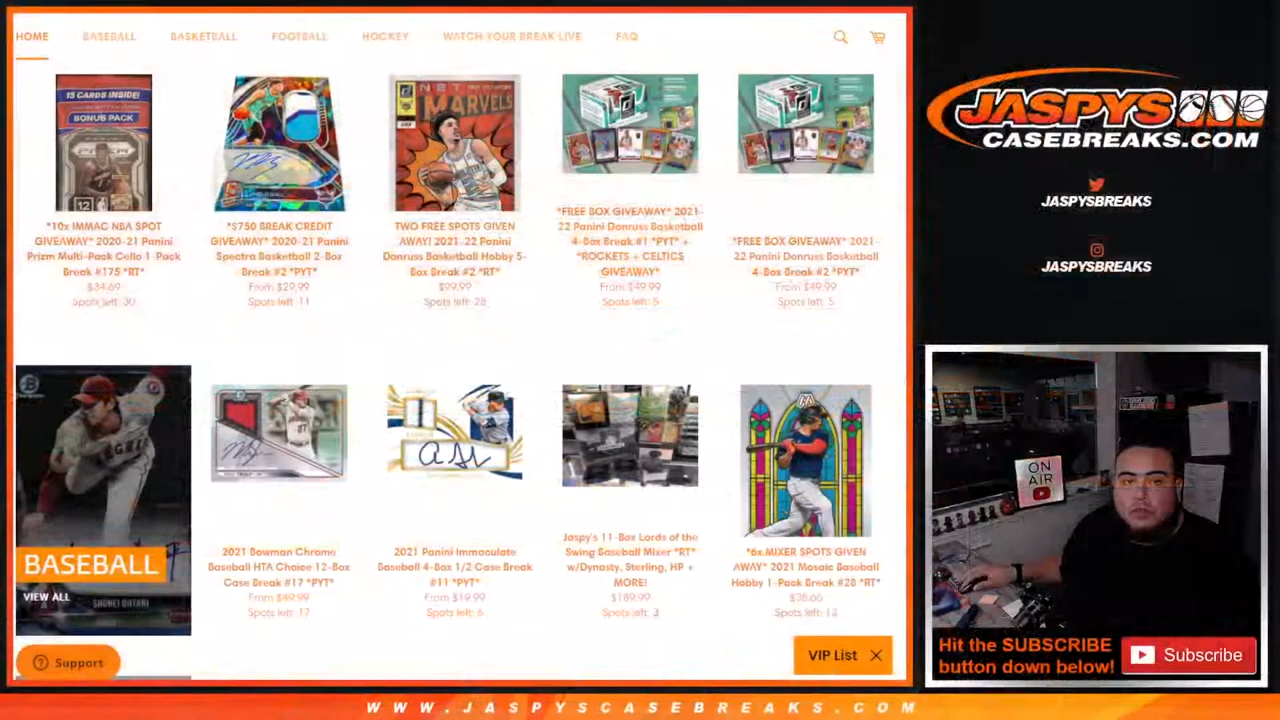 HOME BASEBALL BASKETBALL FOOTBALL HOCKEY WATCH YOUR BREAK LIVE FAQ
15 CARDS INSIDE!
BONUS PACK
PRIZM
12
*10x IMMAC NBA SPOT
GIVEAWAY* 2020-21 Panini
Prizm Multi-Pack Cello 1-Pack
Break #175 *RT*
$34.69
Spots left: 30
*$750 BREAK CREDIT
GIVEAWAY* 2020-21 Panini
Spectra Basketball 2-Box
Break #2 *PYT*
From $29.99
Spots left: 11
NET MARVELS
TWO FREE SPOTS GIVEN
AWAY! 2021-22 Panini
Donruss Basketball Hobby 5-
Box Break #2 *RT*
$99.99
Spots left: 28
*FREE BOX GIVEAWAY* 2021-
22 Panini Donruss Basketball
4-Box Break #1 *PYT* +
*ROCKETS + CELTICS
GIVEAWAY*
From $49.99
Spots left: 5
*FREE BOX GIVEAWAY* 2021-
22 Panini Donruss Basketball
4-Box Break #2 *PYT*
From $49.99
Spots left: 5
ANGELS
BASEBALL
VIEW ALL
SHOHEI OHTANI
2021 Bowman Chrome
Baseball HTA Choice 12-Box
Case Break #17 *PYT*
From $49.99
Spots left: 17
2021 Panini Immaculate
Baseball 4-Box 1/2 Case Break
#11 *PYT*
From $19.99
Spots left: 6
Jaspy's 11-Box Lords of the
Swing Baseball Mixer *RT*
w/Dynasty, Sterling, HP +
MORE!
$189.99
Spots left: 3
*6x MIXER SPOTS GIVEN
AWAY* 2021 Mosaic Baseball
Hobby 1-Pack Break #28 *RT*
$38.66
Spots left: 13
Support
VIP List
JASPYS
CASEBREAKS.COM
JASPYSBREAKS
JASPYSBREAKS
ON
AIR
Hit the SUBSCRIBE
button down below!
Subscribe
WWW.JASPYSCASEBREAKS.COM